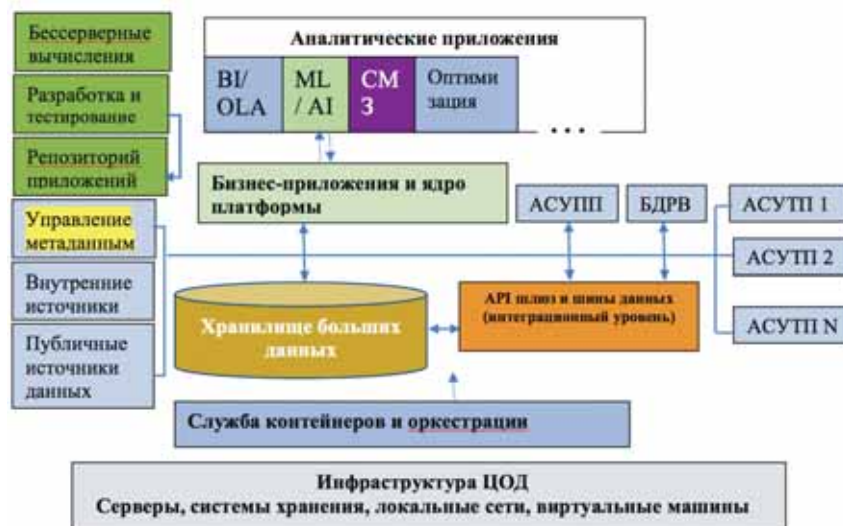 Бессерверные
вычисления
Разработка и
тестирование
Репозиторий
приложений
Управление
метаданным
Внутренние
источники
Публичные
источники
данных
Аналитические приложения
BI/
OLA
ML
/ AI
СМ
З
Оптими
зация
...
Бизнес-приложения и ядро
платформы
АСУПП
БДРВ
АСУТП 1
АСУТП 2
АСУТП N
Хранилище больших
данных
API шлюз и шины данных
(интеграционный уровень)
Служба контейнеров и оркестрации
Инфраструктура ЦОД
Серверы, системы хранения, локальные сети, виртуальные машины